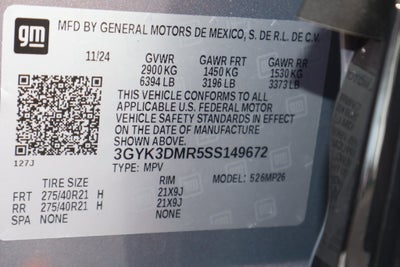 gm
MFD BY GENERAL MOTORS DE MEXICO, S. DE R.L. DE C.V.
11/24 GVWR GAWR FRT GAWR RR
2900 KG 1450 KG 1530 KG
6394 LB 3196 LB 3373 LB
THIS VEHICLE CONFORMS TO ALL
APPLICABLE U.S. FEDERAL MOTOR
VEHICLE SAFETY STANDARDS IN EFFECT
ON THE DATE OF MANUFACTURE
SHOWN ABOVE.
127J
3GYK3DMR5SS149672
TYPE: MPV MODEL: 526MP26
TIRE SIZE RIM
FRT 275/40R21 H 21X9J
RR 275/40R21 H 21X9J
SPA NONE NONE